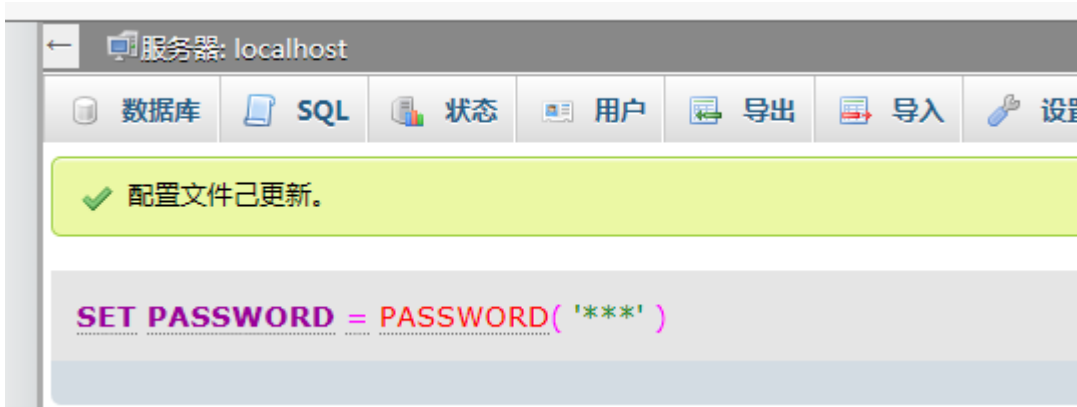 ← 服务器: localhost
数据库 SQL 状态 用户 导出 导入 设置
配置文件己更新。
SET PASSWORD = PASSWORD( '***' )